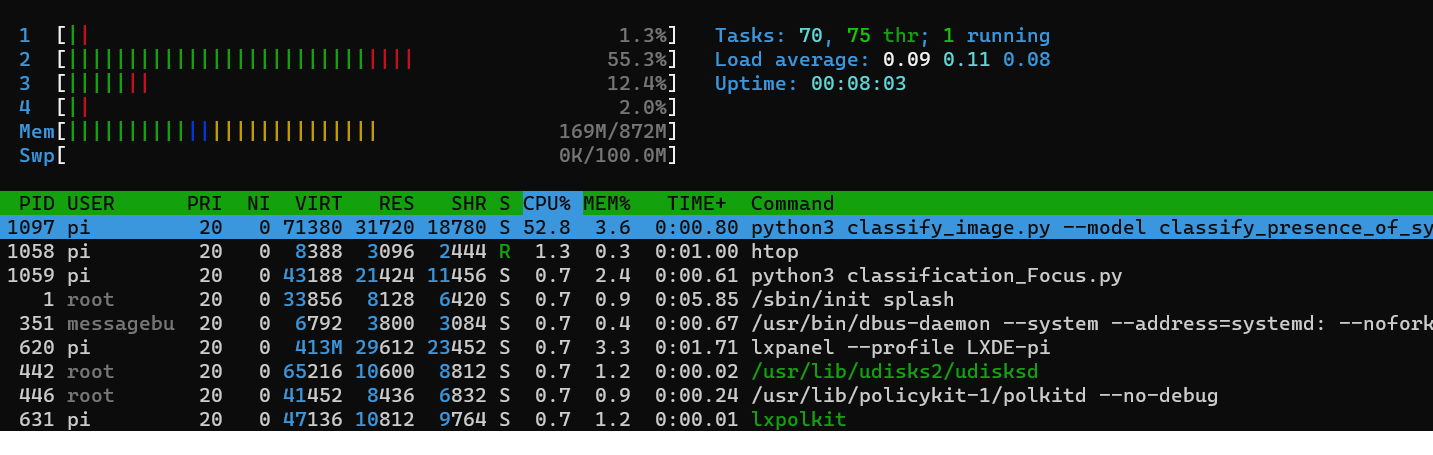 1 [|| 1.3%] Tasks: 70, 75 thr; 1 running
2 [||||||||||||||||||||||||||||| 55.3%] Load average: 0.09 0.11 0.08
3 [||||||| 12.4%] Uptime: 00:08:03
4 [|| 2.0%]
Mem[|||||||||||||||||||||||||| 169M/872M]
Swp[ 0K/100.0M]
PID USER PRI NI VIRT RES SHR S CPU% MEM% TIME+ Command
1097 pi 20 0 71380 31720 18780 S 52.8 3.6 0:00.80 python3 classify_image.py --model classify_presence_of_sy
1058 pi 20 0 8388 3096 2444 R 1.3 0.3 0:01.00 htop
1059 pi 20 0 43188 21424 11456 S 0.7 2.4 0:00.61 python3 classification_Focus.py
1 root 20 0 33856 8128 6420 S 0.7 0.9 0:05.85 /sbin/init splash
351 messagebu 20 0 6792 3800 3084 S 0.7 0.4 0:00.67 /usr/bin/dbus-daemon --system --address=systemd: --nofork
620 pi 20 0 413M 29612 23452 S 0.7 3.3 0:01.71 lxpanel --profile LXDE-pi
442 root 20 0 65216 10600 8812 S 0.7 1.2 0:00.02 /usr/lib/udisks2/udisksd
446 root 20 0 41452 8436 6832 S 0.7 0.9 0:00.24 /usr/lib/policykit-1/polkitd --no-debug
631 pi 20 0 47136 10812 9764 S 0.7 1.2 0:00.01 lxpolkit